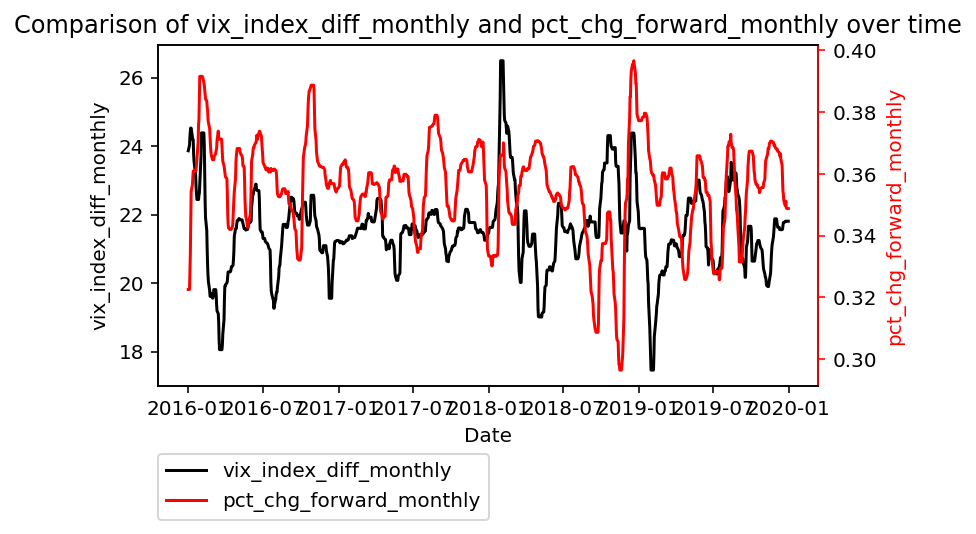 Comparison of vix_index_diff_monthly and pct_chg_forward_monthly over time
vix_index_diff_monthly
26
24
22
20
18
0.40
0.38
0.36
0.34
0.32
0.30
pct_chg_forward_monthly
2016-01 2016-07 2017-01 2017-07 2018-01 2018-07 2019-01 2019-07 2020-01
Date
vix_index_diff_monthly
pct_chg_forward_monthly